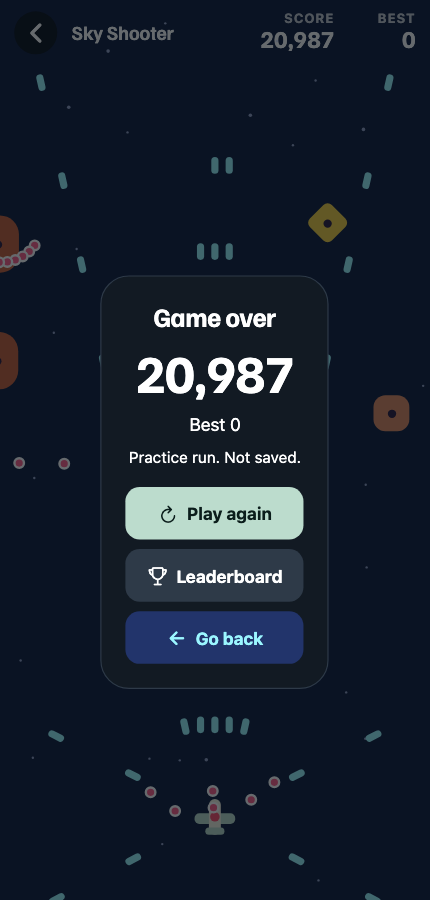 Sky Shooter
SCORE
20,987
BEST
0
Game over
20,987
Best 0
Practice run. Not saved.
Play again
Leaderboard
Go back